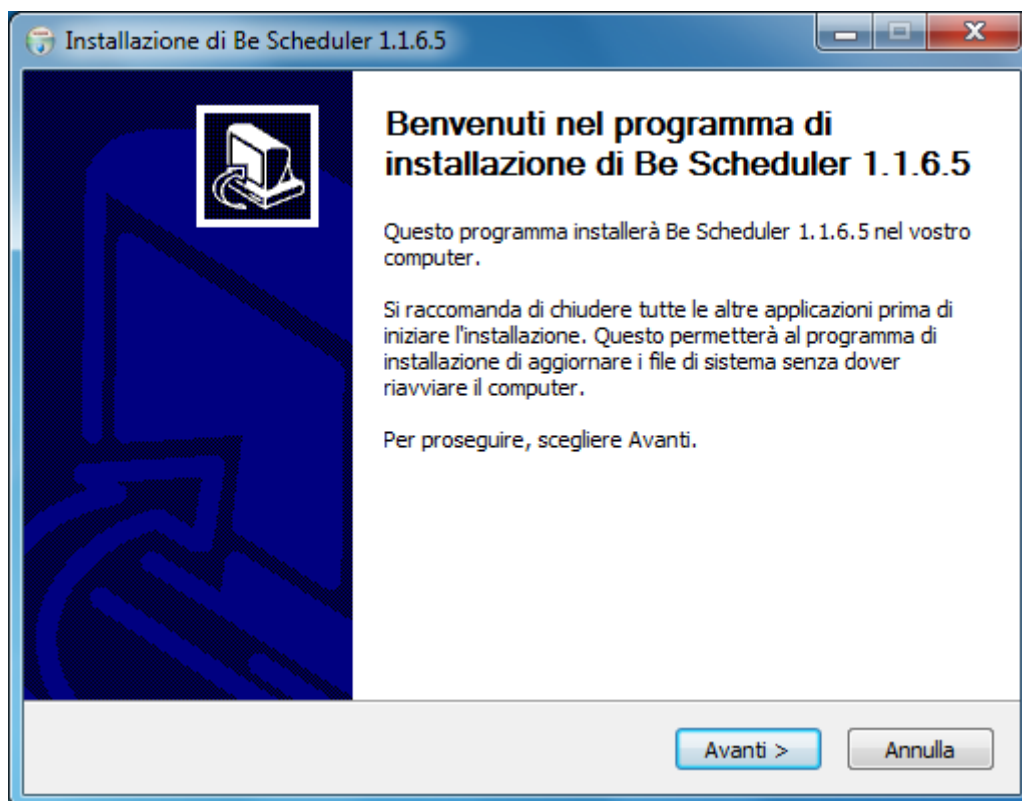 Installazione di Be Scheduler 1.1.6.5
Benvenuti nel programma di
installazione di Be Scheduler 1.1.6.5
Questo programma installerà Be Scheduler 1.1.6.5 nel vostro
computer.
Si raccomanda di chiudere tutte le altre applicazioni prima di
iniziare l'installazione. Questo permetterà al programma di
installazione di aggiornare i file di sistema senza dover
riavviare il computer.
Per proseguire, scegliere Avanti.
Avanti >
Annulla